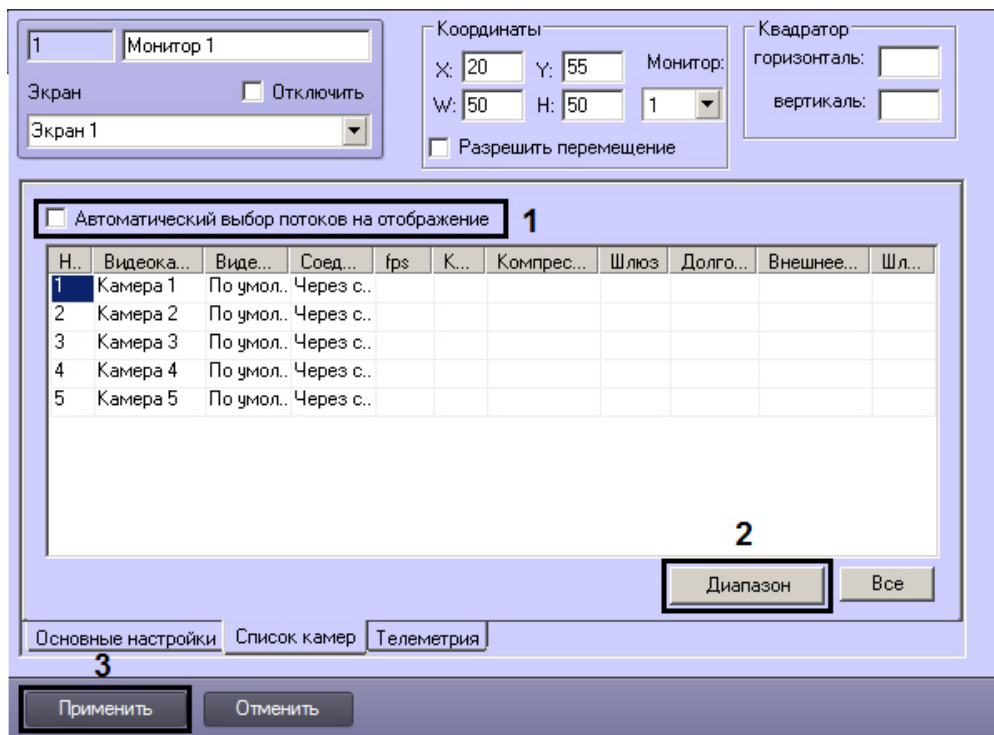 1 Монитор 1
Экран Отключить
Экран 1
Координаты
X: 20 Y: 55 Монитор:
W: 50 H: 50 1
Разрешить перемещение
Квадратор
горизонталь:
вертикаль:
Автоматический выбор потоков на отображение 1
Н.. Видеока... Виде... Соед... fps К... Компрес... Шлюз Долго... Внешнее... Шл...
1 Камера 1 По умол.. Через с..
2 Камера 2 По умол.. Через с..
3 Камера 3 По умол.. Через с..
4 Камера 4 По умол.. Через с..
5 Камера 5 По умол.. Через с..
2
Диапазон Все
Основные настройки Список камер Телеметрия
3
Применить Отменить